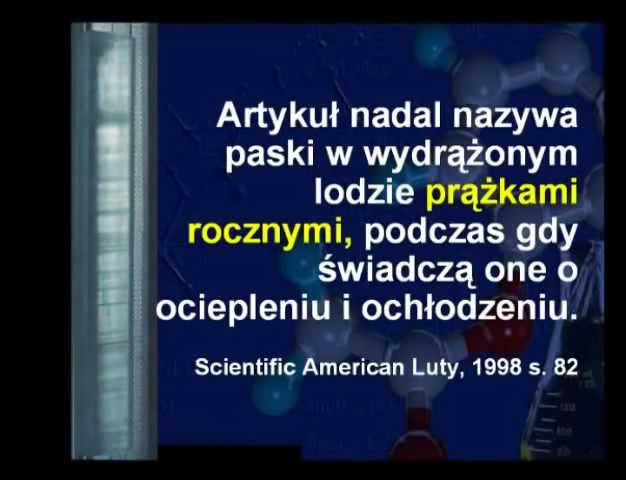 Artykuł nadal nazywa
paski w wydrążonym
lodzie prążkami
rocznymi, podczas gdy
świadczą one o
ociepleniu i ochłodzeniu.
Scientific American Luty, 1998 s. 82